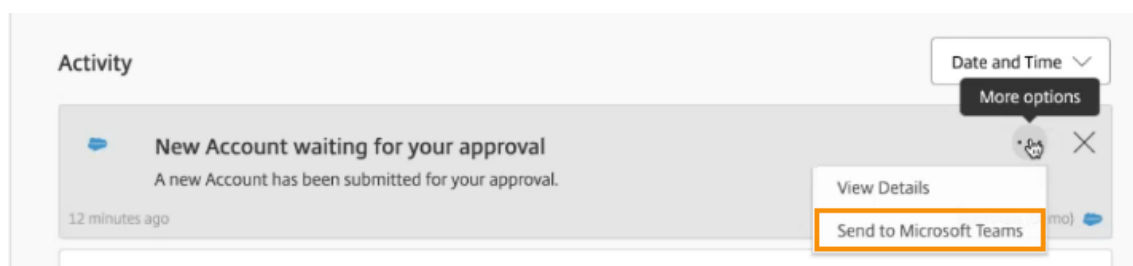 Activity
Date and Time
More options
New Account waiting for your approval
A new Account has been submitted for your approval.
View Details
12 minutes ago
mo)
Send to Microsoft Teams